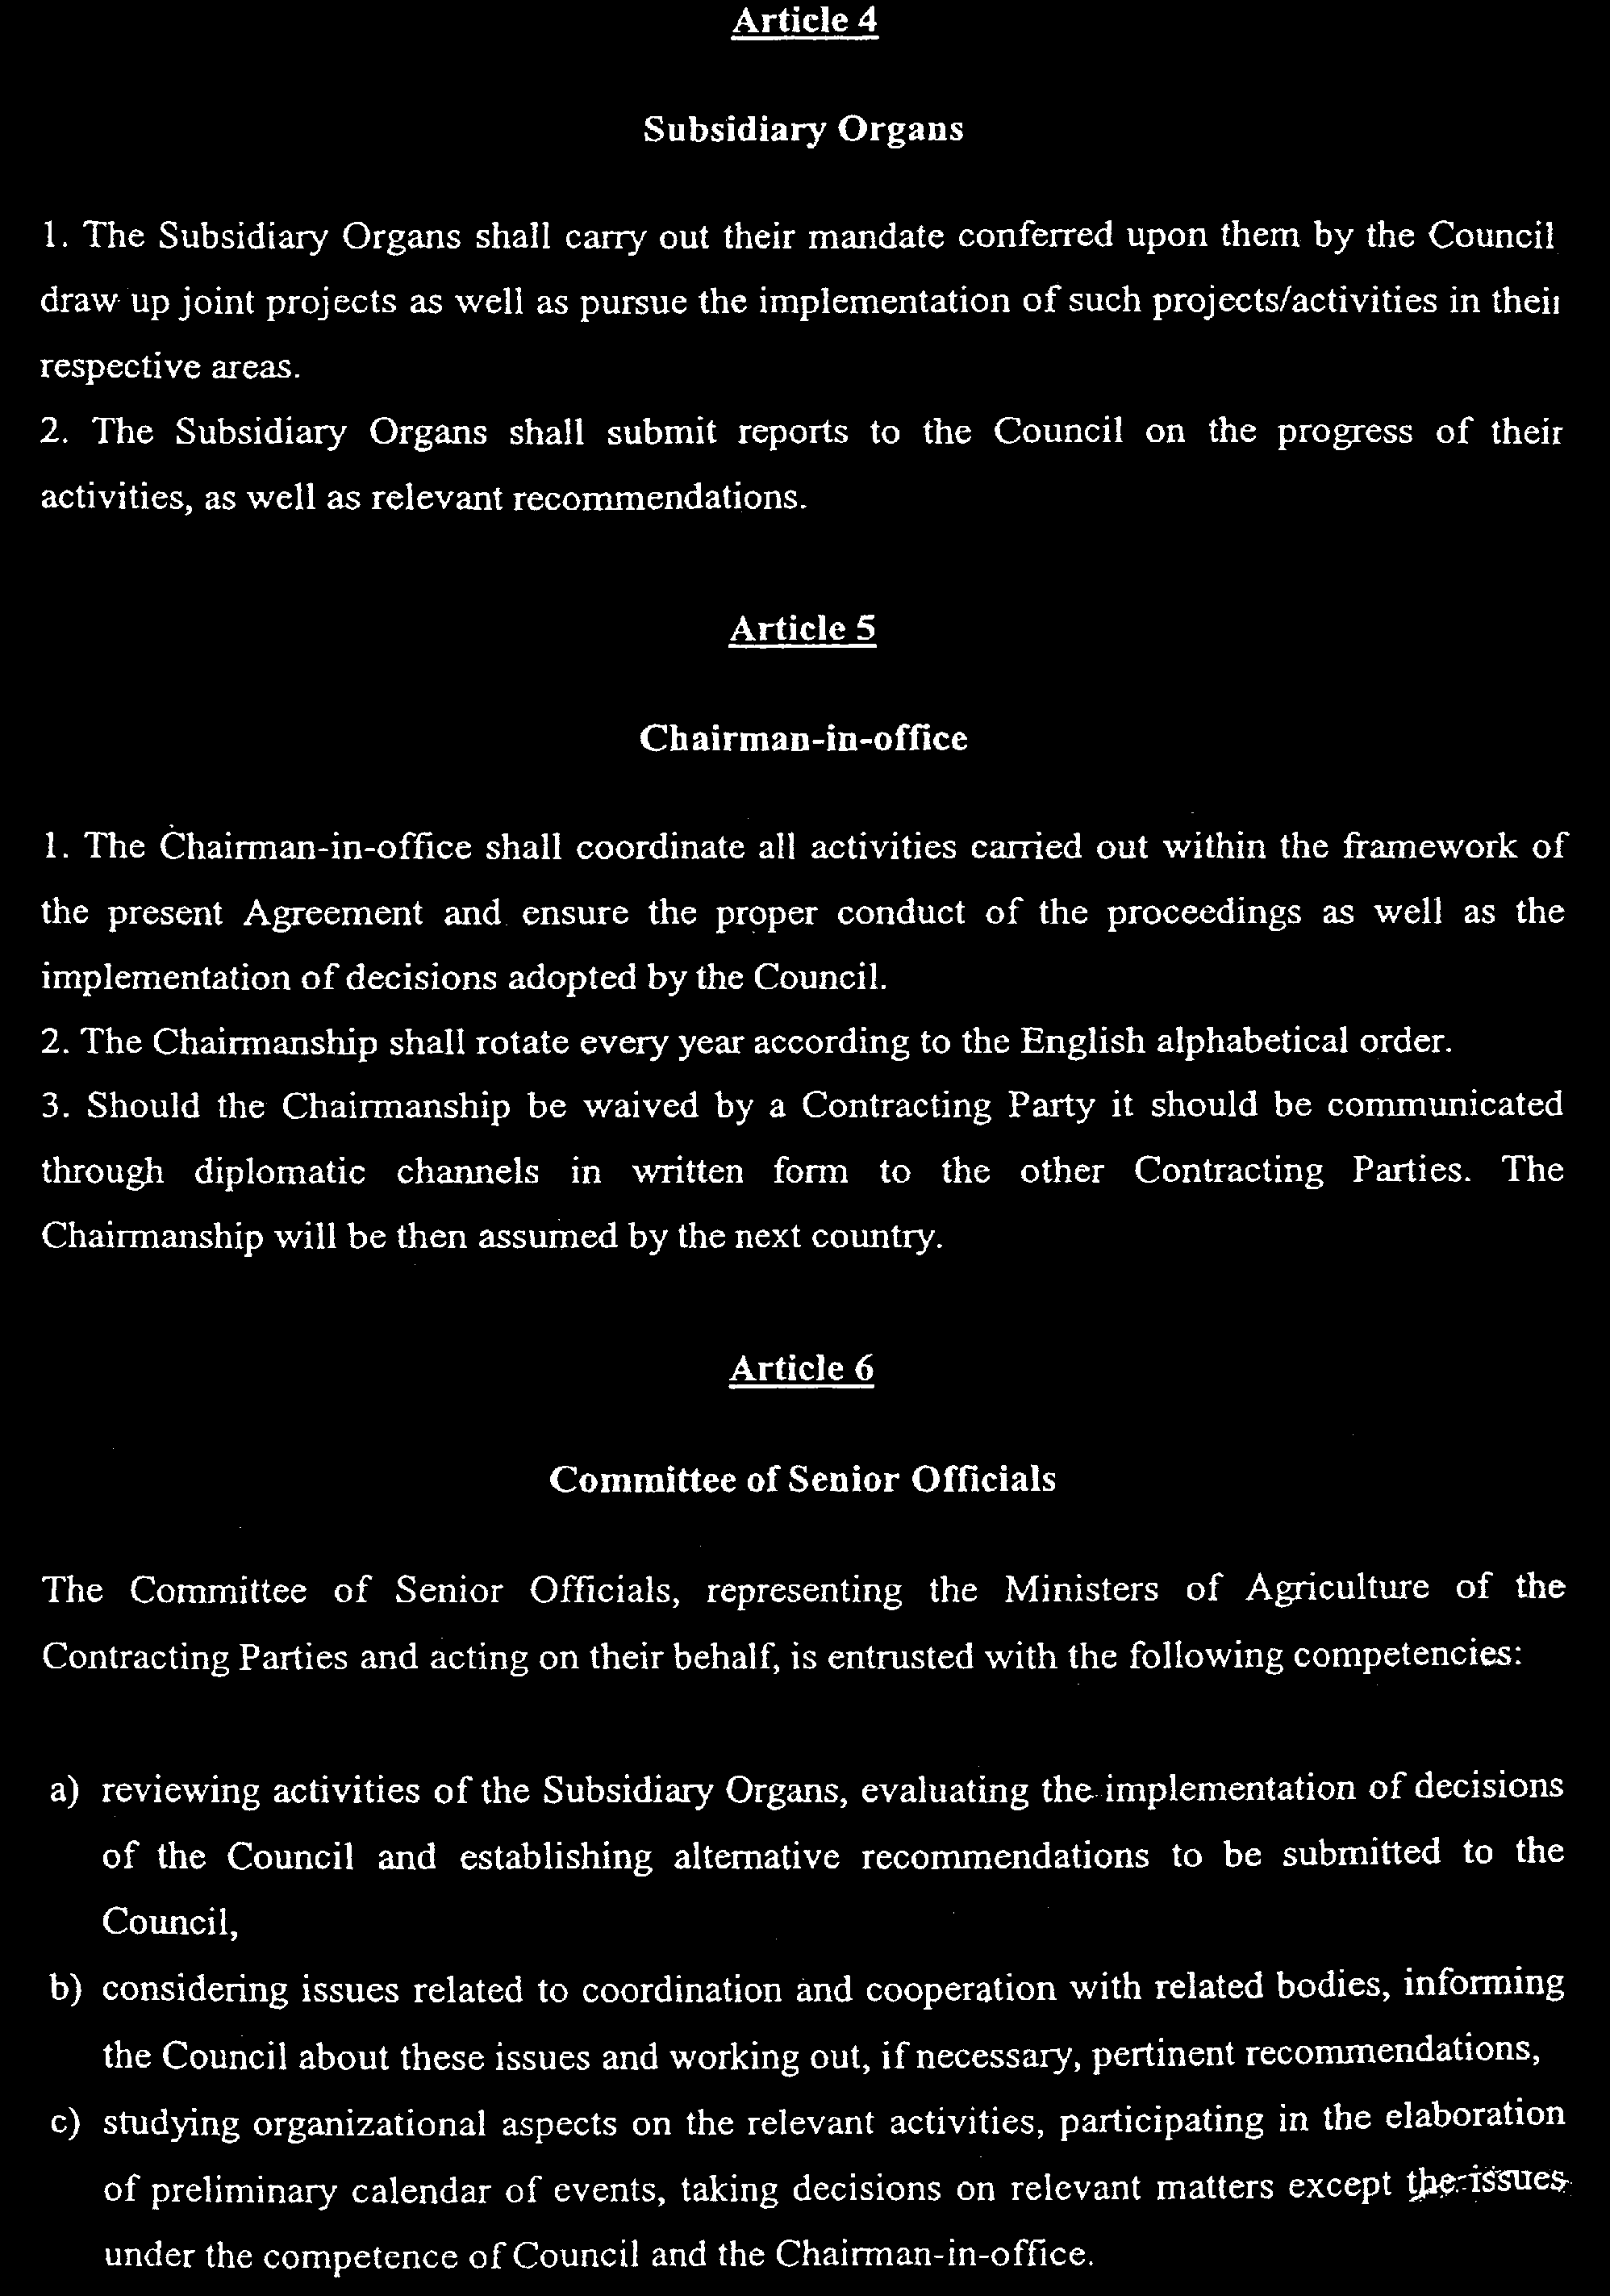 Article 4
Subsidiary Organs
1. The Subsidiary Organs shall carry out their mandate conferred upon them by the Council
draw up joint projects as well as pursue the implementation of such projects/activities in their
respective areas.
2. The Subsidiary Organs shall submit reports to the Council on the progress of their
activities, as well as relevant recommendations.
Article 5
Chairman-in-office
1. The Chairman-in-office shall coordinate all activities carried out within the framework of
the present Agreement and ensure the proper conduct of the proceedings as well as the
implementation of decisions adopted by the Council.
2. The Chairmanship shall rotate every year according to the English alphabetical order.
3. Should the Chairmanship be waived by a Contracting Party it should be communicated
through diplomatic channels in written form to the other Contracting Parties. The
Chairmanship will be then assumed by the next country.
Article 6
Committee of Senior Officials
The Committee of Senior Officials, representing the Ministers of Agriculture of the
Contracting Parties and acting on their behalf, is entrusted with the following competencies:
a) reviewing activities of the Subsidiary Organs, evaluating the implementation of decisions
of the Council and establishing alternative recommendations to be submitted to the
Council,
b) considering issues related to coordination and cooperation with related bodies, informing
the Council about these issues and working out, if necessary, pertinent recommendations,
c) studying organizational aspects on the relevant activities, participating in the elaboration
of preliminary calendar of events, taking decisions on relevant matters except the issues
under the competence of Council and the Chairman-in-office.